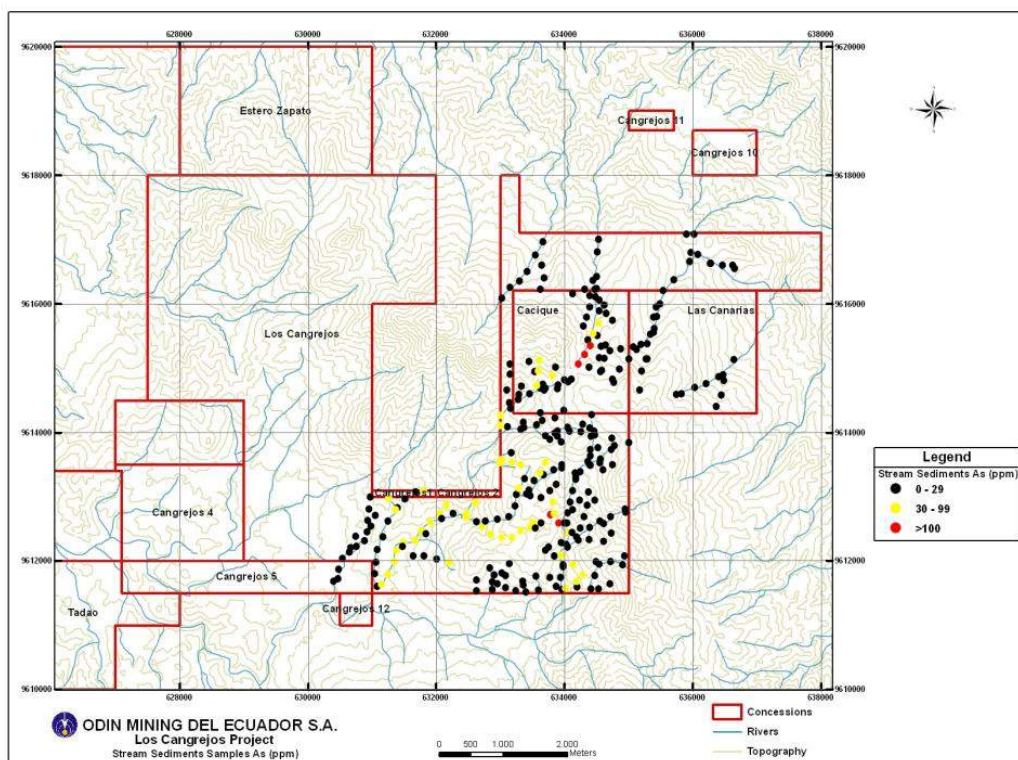 628000 630000 632000 634000 636000 638000
9620000 9620000
Estero Zapato
Cangrejos 11
Cangrejos 10
9618000 9618000
9616000 9616000
Cacique Las Canarias
Los Cangrejos
9614000 9614000
Cangrejos 2
Cangrejos 4
9612000 9612000
Cangrejos 5
Tadao
Cangrejos 12
9610000 9610000
628000 630000 632000 634000 636000 638000
Legend
Stream Sediments As (ppm)
0 - 29
30 - 99
>100
ODIN MINING DEL ECUADOR S.A.
Los Cangrejos Project
Stream Sediments Samples As (ppm)
0 500 1.000 2.000
Meters
Concessions
Rivers
Topography